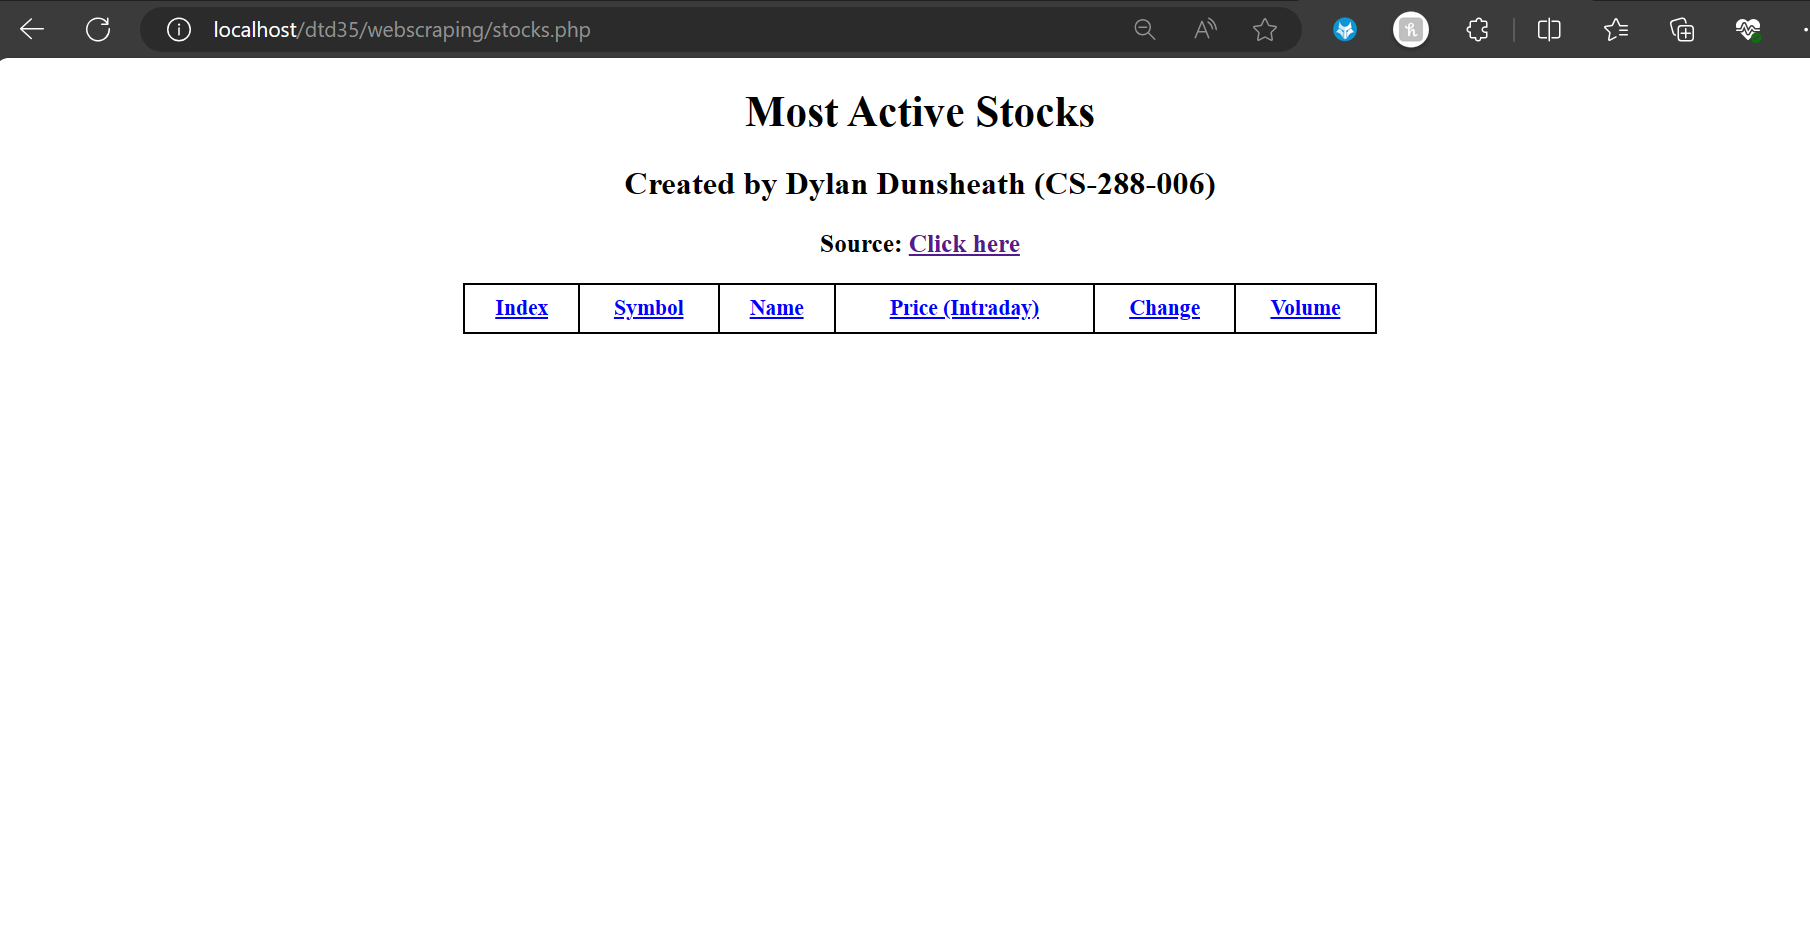 localhost/dtd35/webscraping/stocks.php
Most Active Stocks
Created by Dylan Dunsheath (CS-288-006)
Source: Click here
Index Symbol Name Price (Intraday) Change Volume